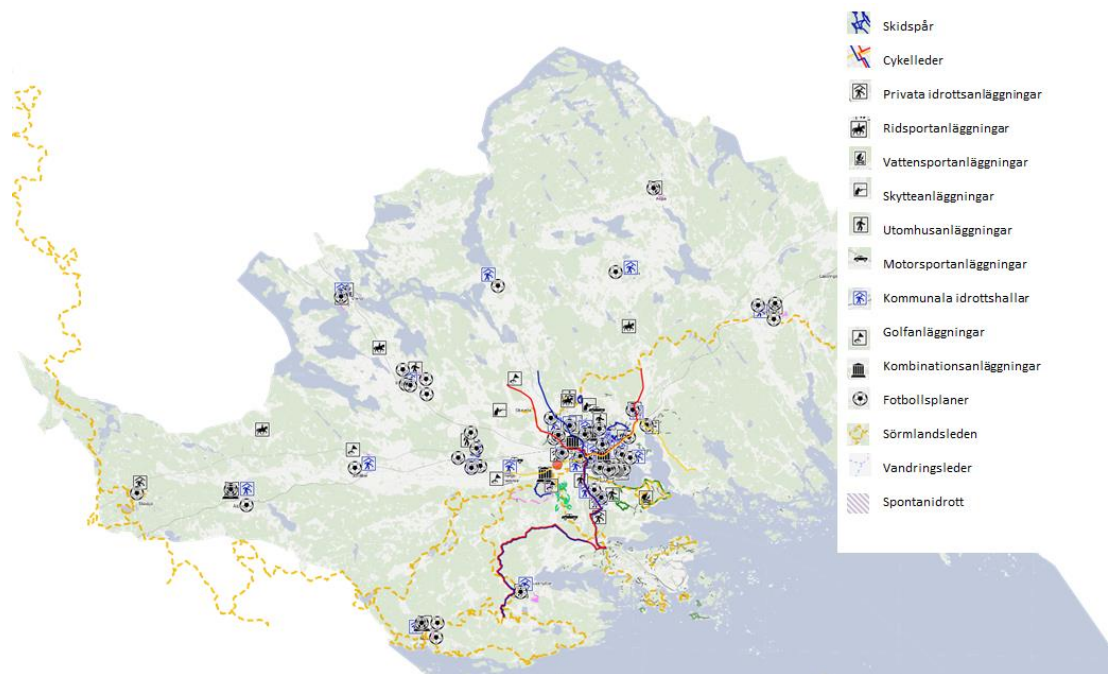 Skidspår
Cykelleder
Privata idrottsanläggningar
Ridsportanläggningar
Vattensportanläggningar
Skytteanläggningar
Utomhusanläggningar
Motorsportanläggningar
Kommunala idrottshallar
Golfanläggningar
Kombinationsanläggningar
Fotbollsplaner
Sörmlandsleden
Vandringsleder
Spontanidrott